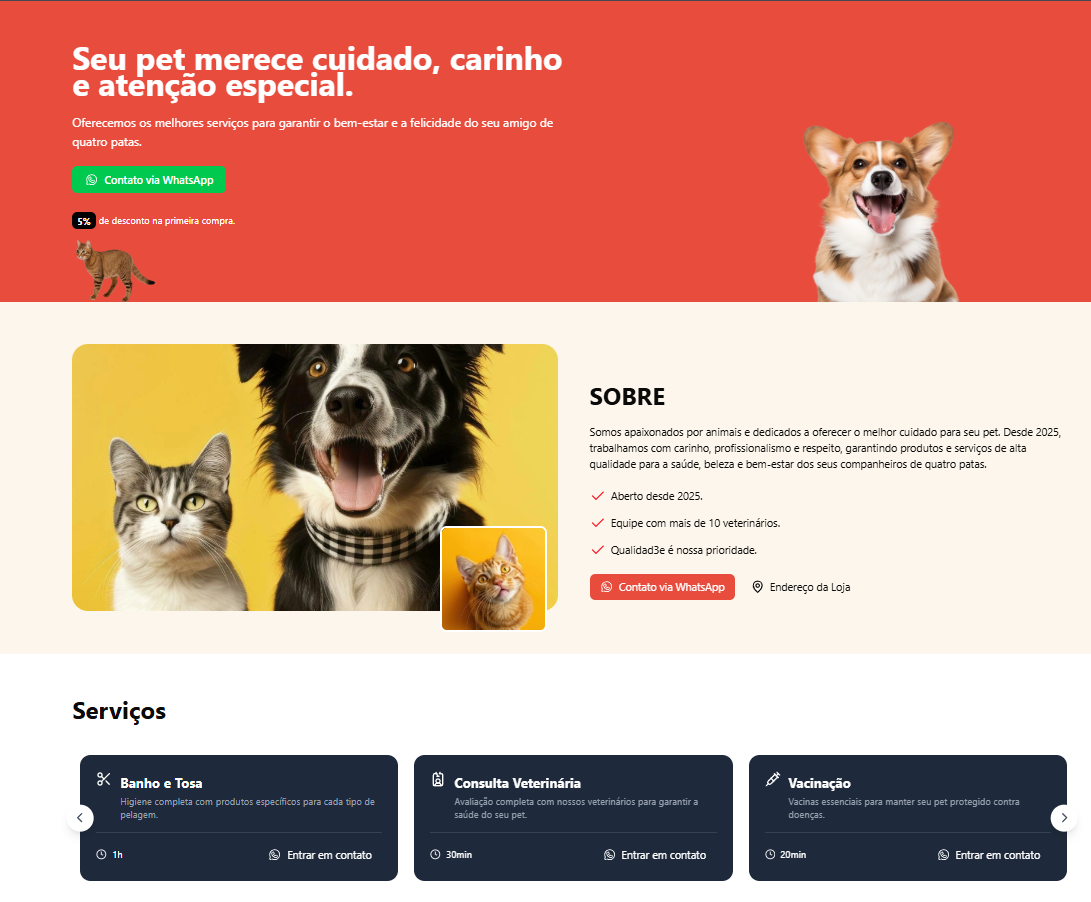 Seu pet merece cuidado, carinho
e atenção especial.
Oferecemos os melhores serviços para garantir o bem-estar e a felicidade do seu amigo de
quatro patas.
Contato via WhatsApp
5% de desconto na primeira compra.
SOBRE
Somos apaixonados por animais e dedicados a oferecer o melhor cuidado para seu pet. Desde 2025,
trabalhamos com carinho, profissionalismo e respeito, garantindo produtos e serviços de alta
qualidade para a saúde, beleza e bem-estar dos seus companheiros de quatro patas.
Aberto desde 2025.
Equipe com mais de 10 veterinários.
Qualidad3e é nossa prioridade.
Contato via WhatsApp
Endereço da Loja
Serviços
Banho e Tosa
Higiene completa com produtos específicos para cada tipo de
pelagem.
1h
Entrar em contato
Consulta Veterinária
Avaliação completa com nossos veterinários para garantir a
saúde do seu pet.
30min
Entrar em contato
Vacinação
Vacinas essenciais para manter seu pet protegido contra
doenças.
20min
Entrar em contato